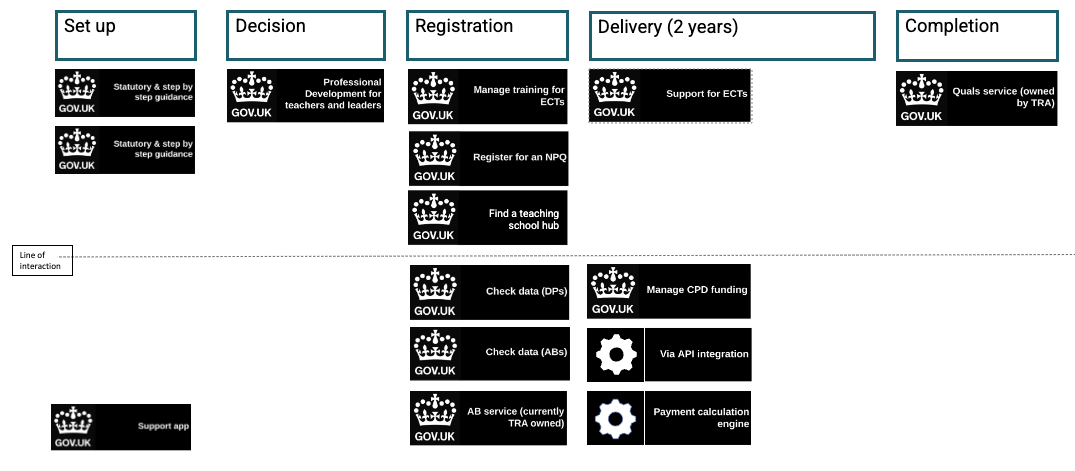 Set up
Decision
Registration
Delivery (2 years)
Completion
GOV.UK
Statutory & step by
step guidance
GOV.UK
Professional
Development for
teachers and leaders
GOV.UK
Manage training for
ECTs
GOV.UK
Support for ECTs
GOV.UK
Quals service (owned
by TRA)
GOV.UK
Statutory & step by
step guidance
GOV.UK
Register for an NPQ
GOV.UK
Find a teaching
school hub
Line of
interaction
GOV.UK
Check data (DPs)
GOV.UK
Manage CPD funding
GOV.UK
Check data (ABs)
Via API integration
GOV.UK
Support app
GOV.UK
AB service (currently
TRA owned)
Payment calculation
engine